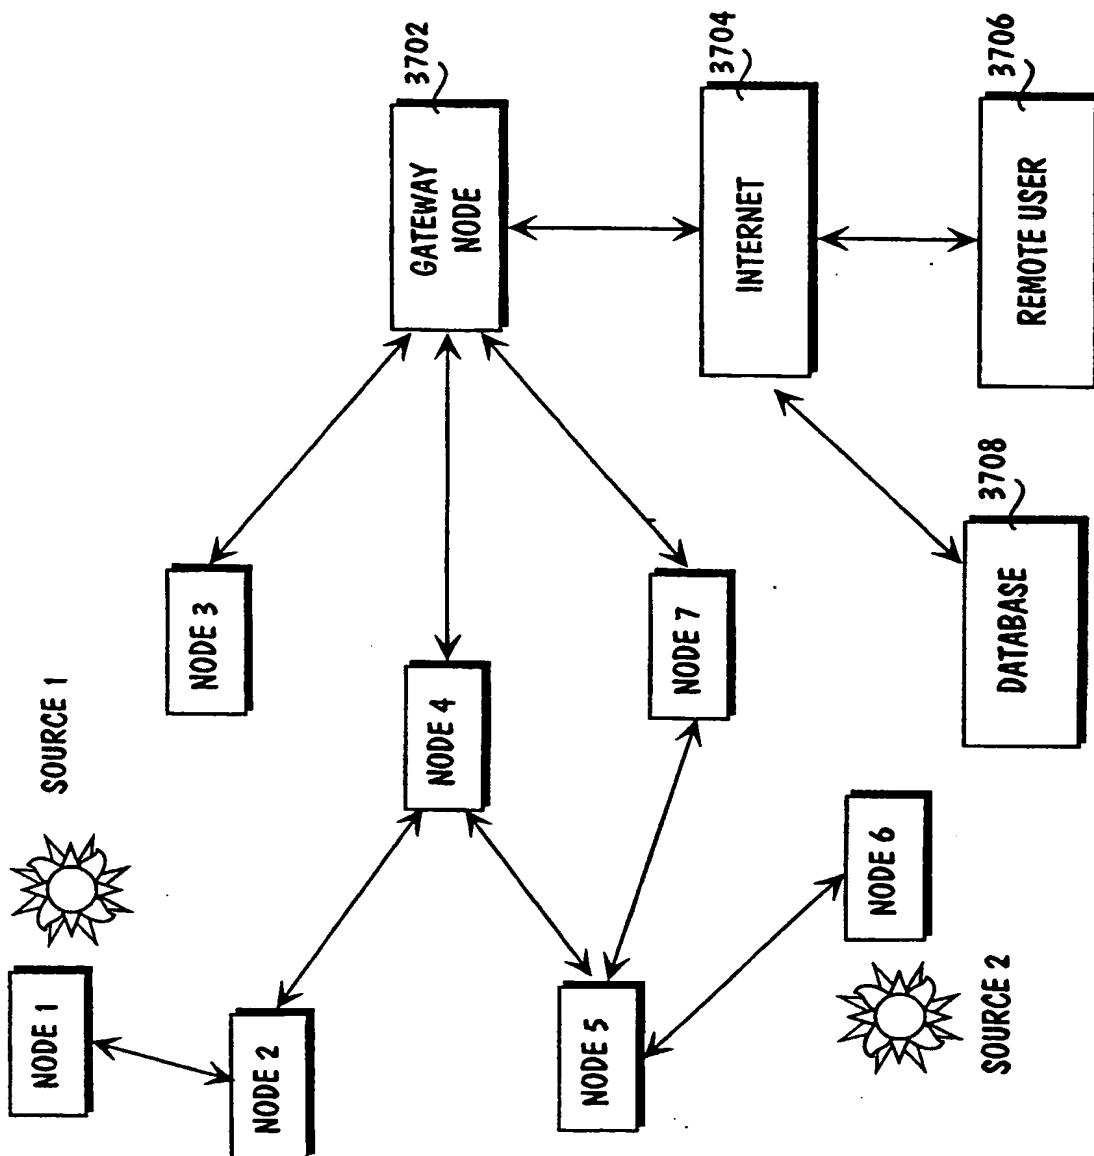 SOURCE 1
NODE 1
NODE 2
NODE 3
NODE 4
NODE 5
NODE 6
NODE 7
SOURCE 2
GATEWAY
NODE
3702
INTERNET
3704
REMOTE USER
3706
DATABASE
3708